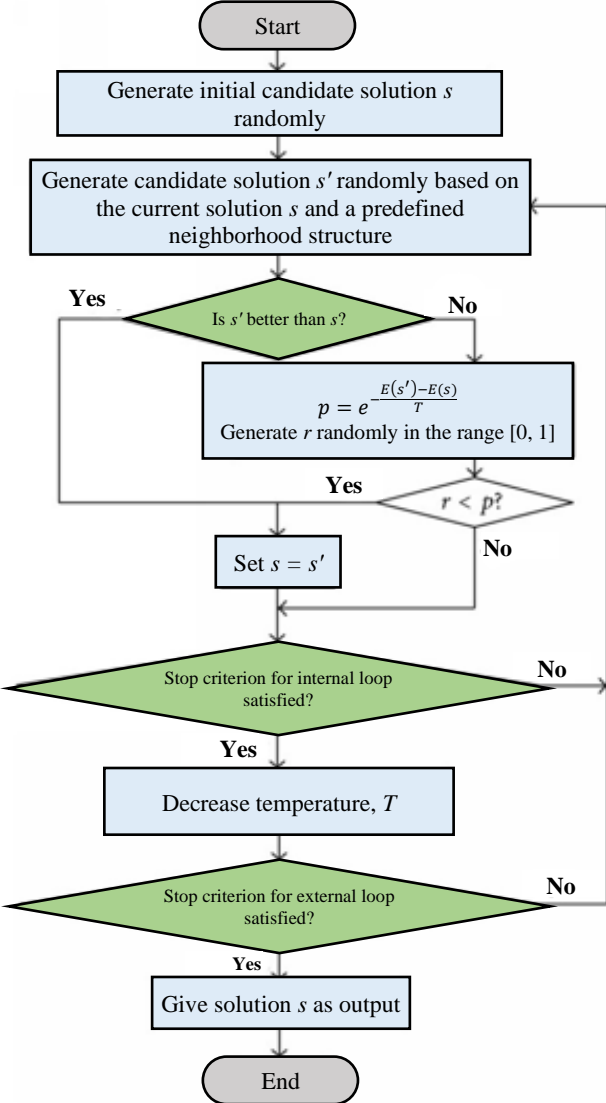 Start
Generate initial candidate solution s
randomly
Generate candidate solution s′ randomly based on
the current solution s and a predefined
neighborhood structure
Yes
No
Is s′ better than s?
p = e^{-\frac{E(s′)−E(s)}{T}}
Generate r randomly in the range [0, 1]
Yes
r < p?
No
Set s = s′
Stop criterion for internal loop
satisfied?
No
Yes
Decrease temperature, T
Stop criterion for external loop
satisfied?
No
Yes
Give solution s as output
End